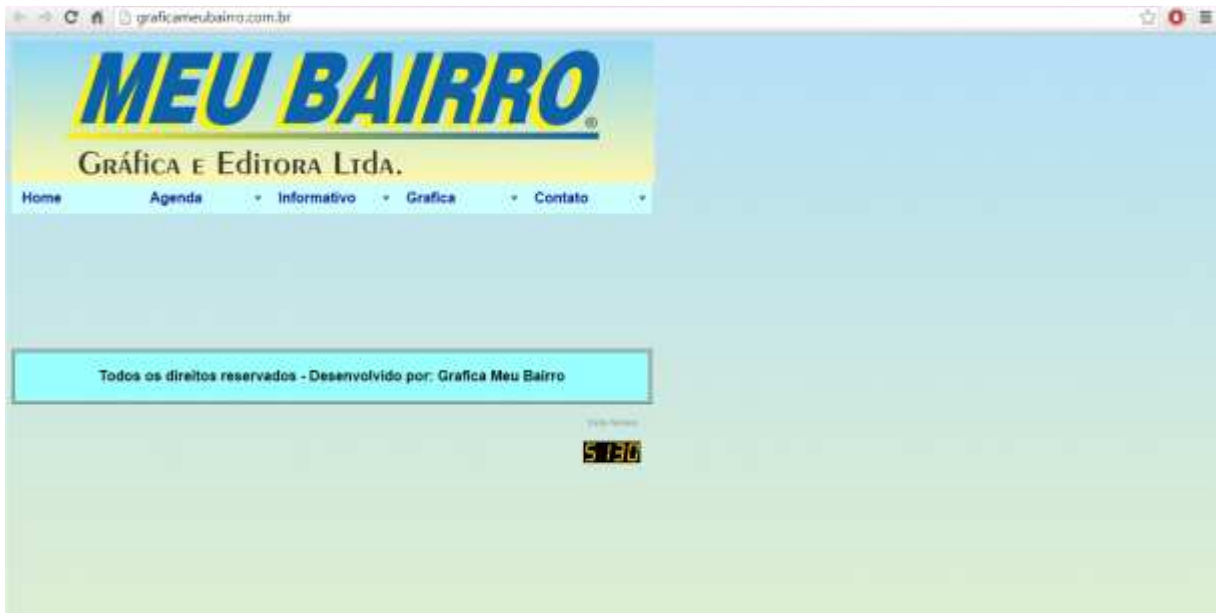 graficameubairro.com.br
MEU BAIRRO®
Gráfica e Editora Ltda.
Home Agenda Informativo Grafica Contato
Todos os direitos reservados - Desenvolvido por: Grafica Meu Bairro
5130